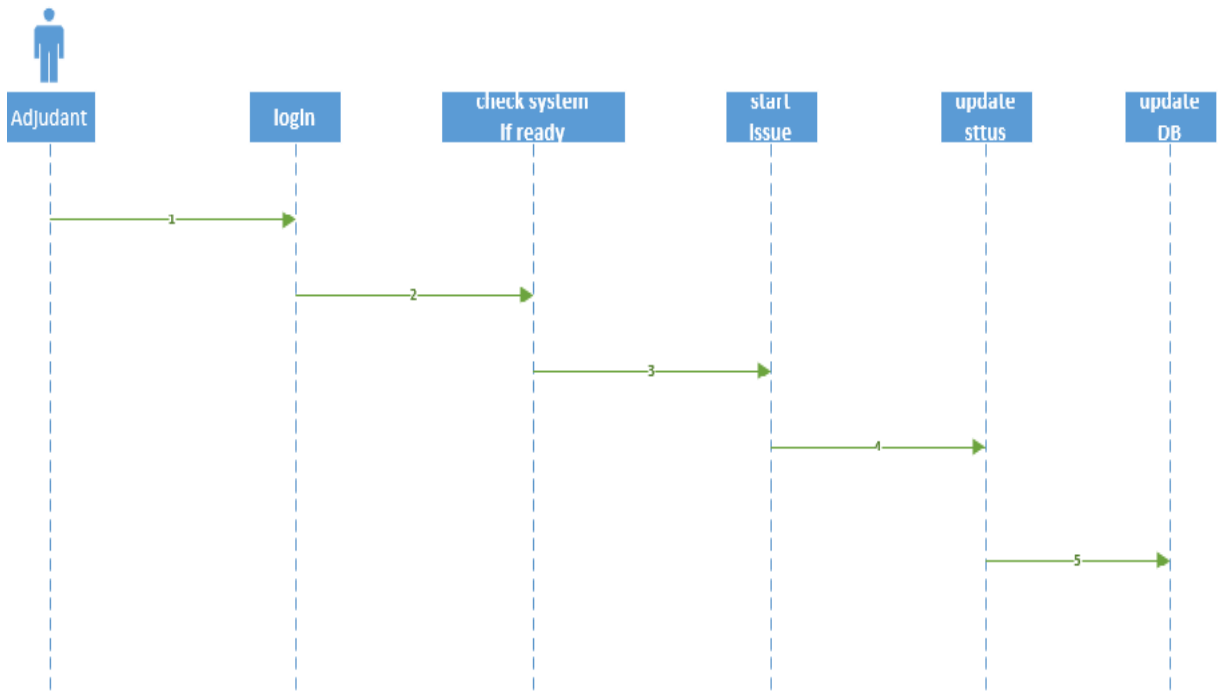 Adjudant
login
check system
if ready
start
issue
update
sttus
update
DB
1
2
3
4
5